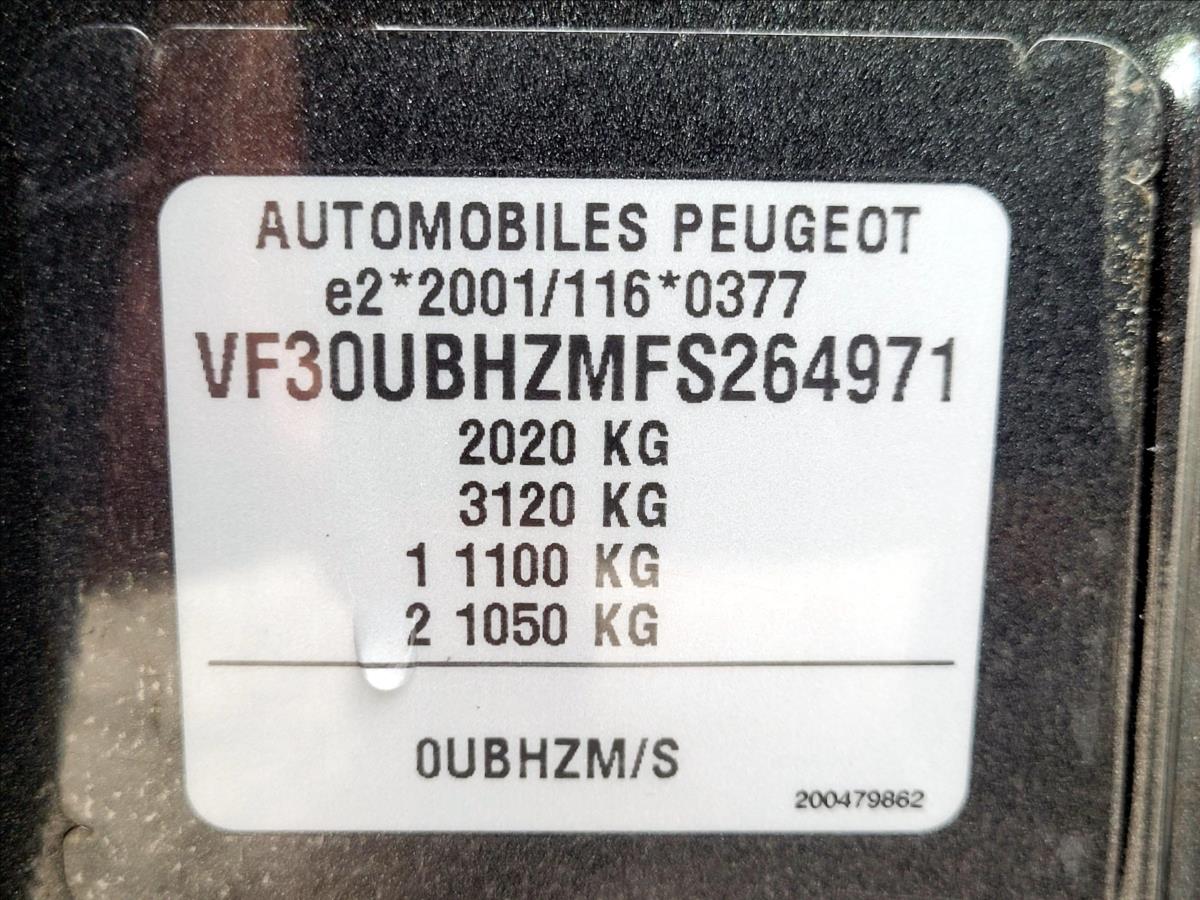 AUTOMOBILES PEUGEOT
e2*2001/116*0377
VF30UBHZMFS264971
2020 KG
3120 KG
1 1100 KG
2 1050 KG
0UBHZM/S
200479862